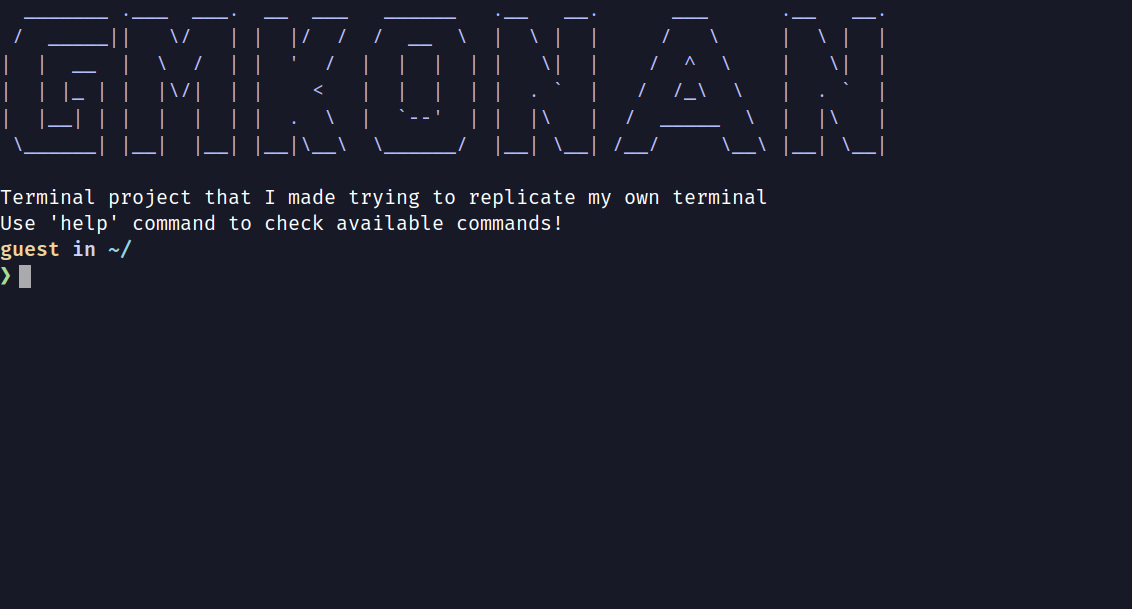 GMKONAN
Terminal project that I made trying to replicate my own terminal
Use 'help' command to check available commands!
guest in ~/
❯